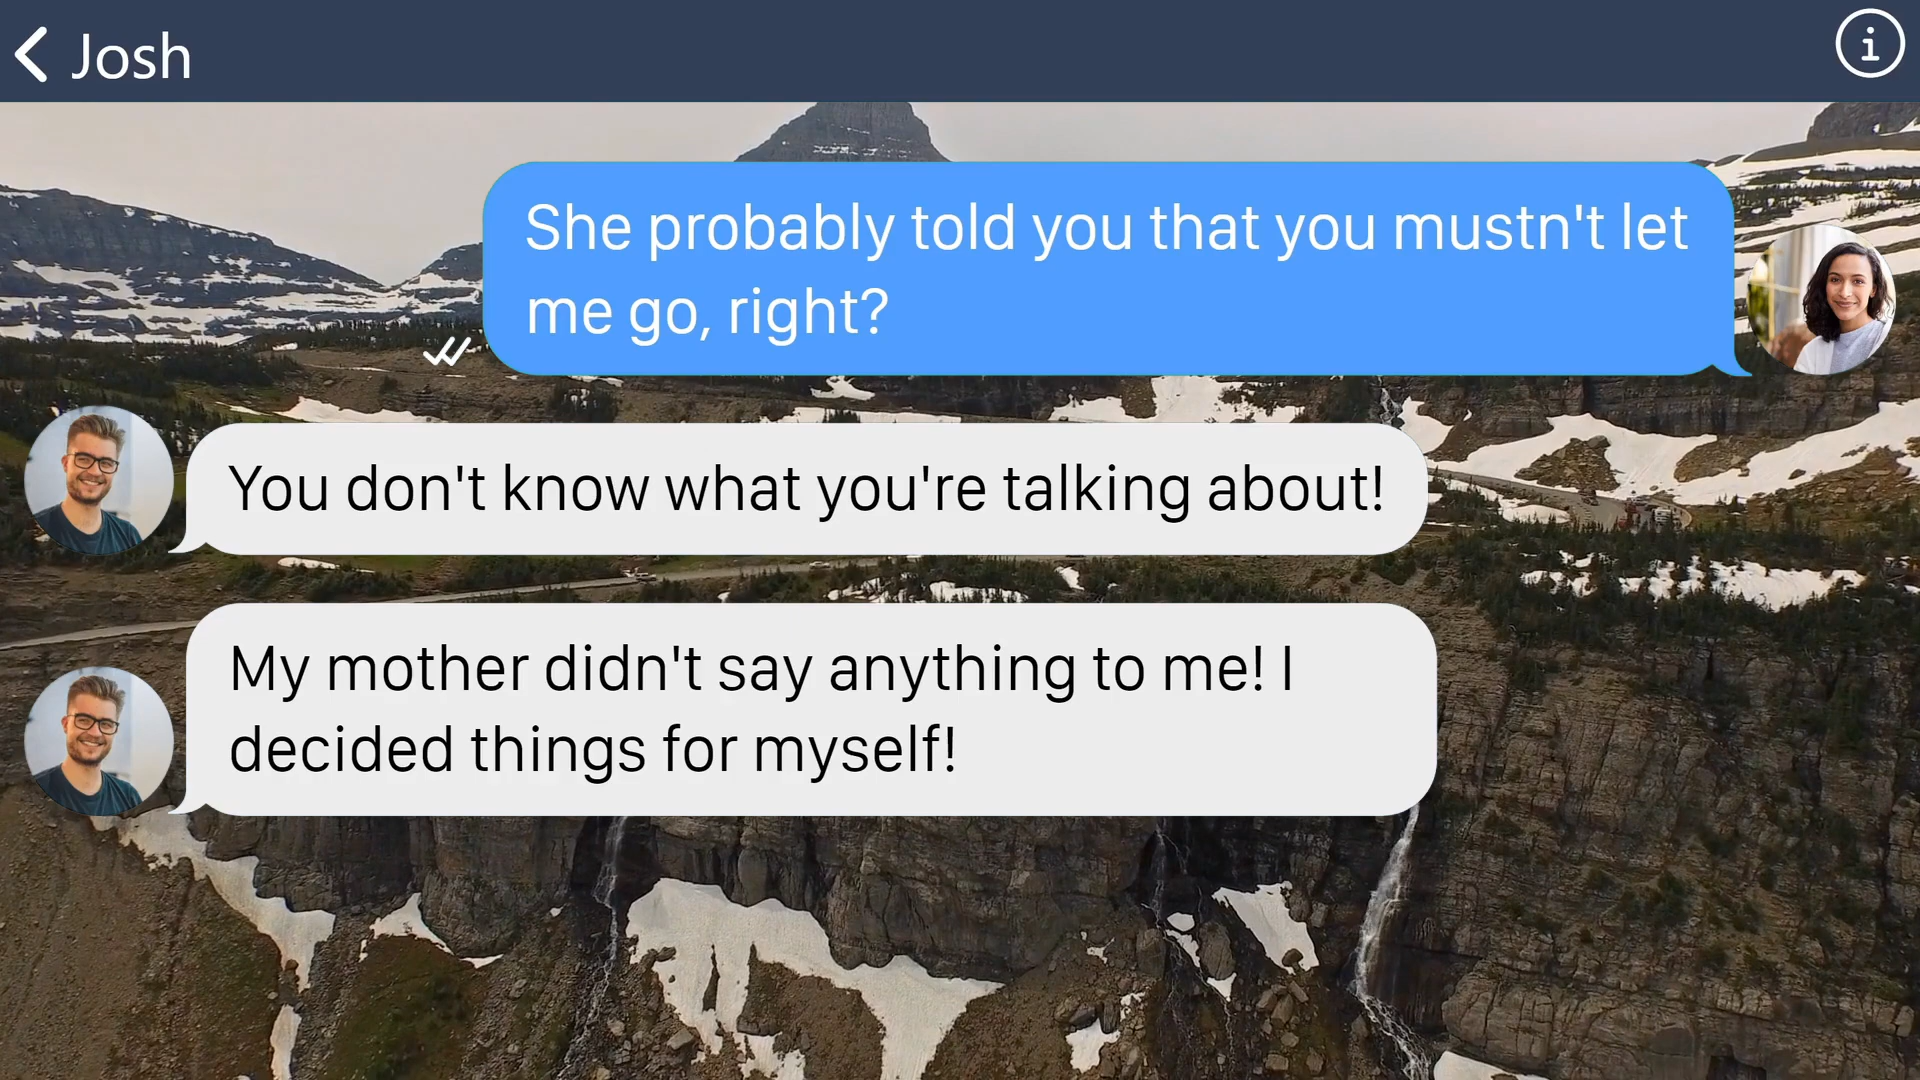 Josh
She probably told you that you mustn't let
me go, right?
You don't know what you're talking about!
My mother didn't say anything to me! I
decided things for myself!